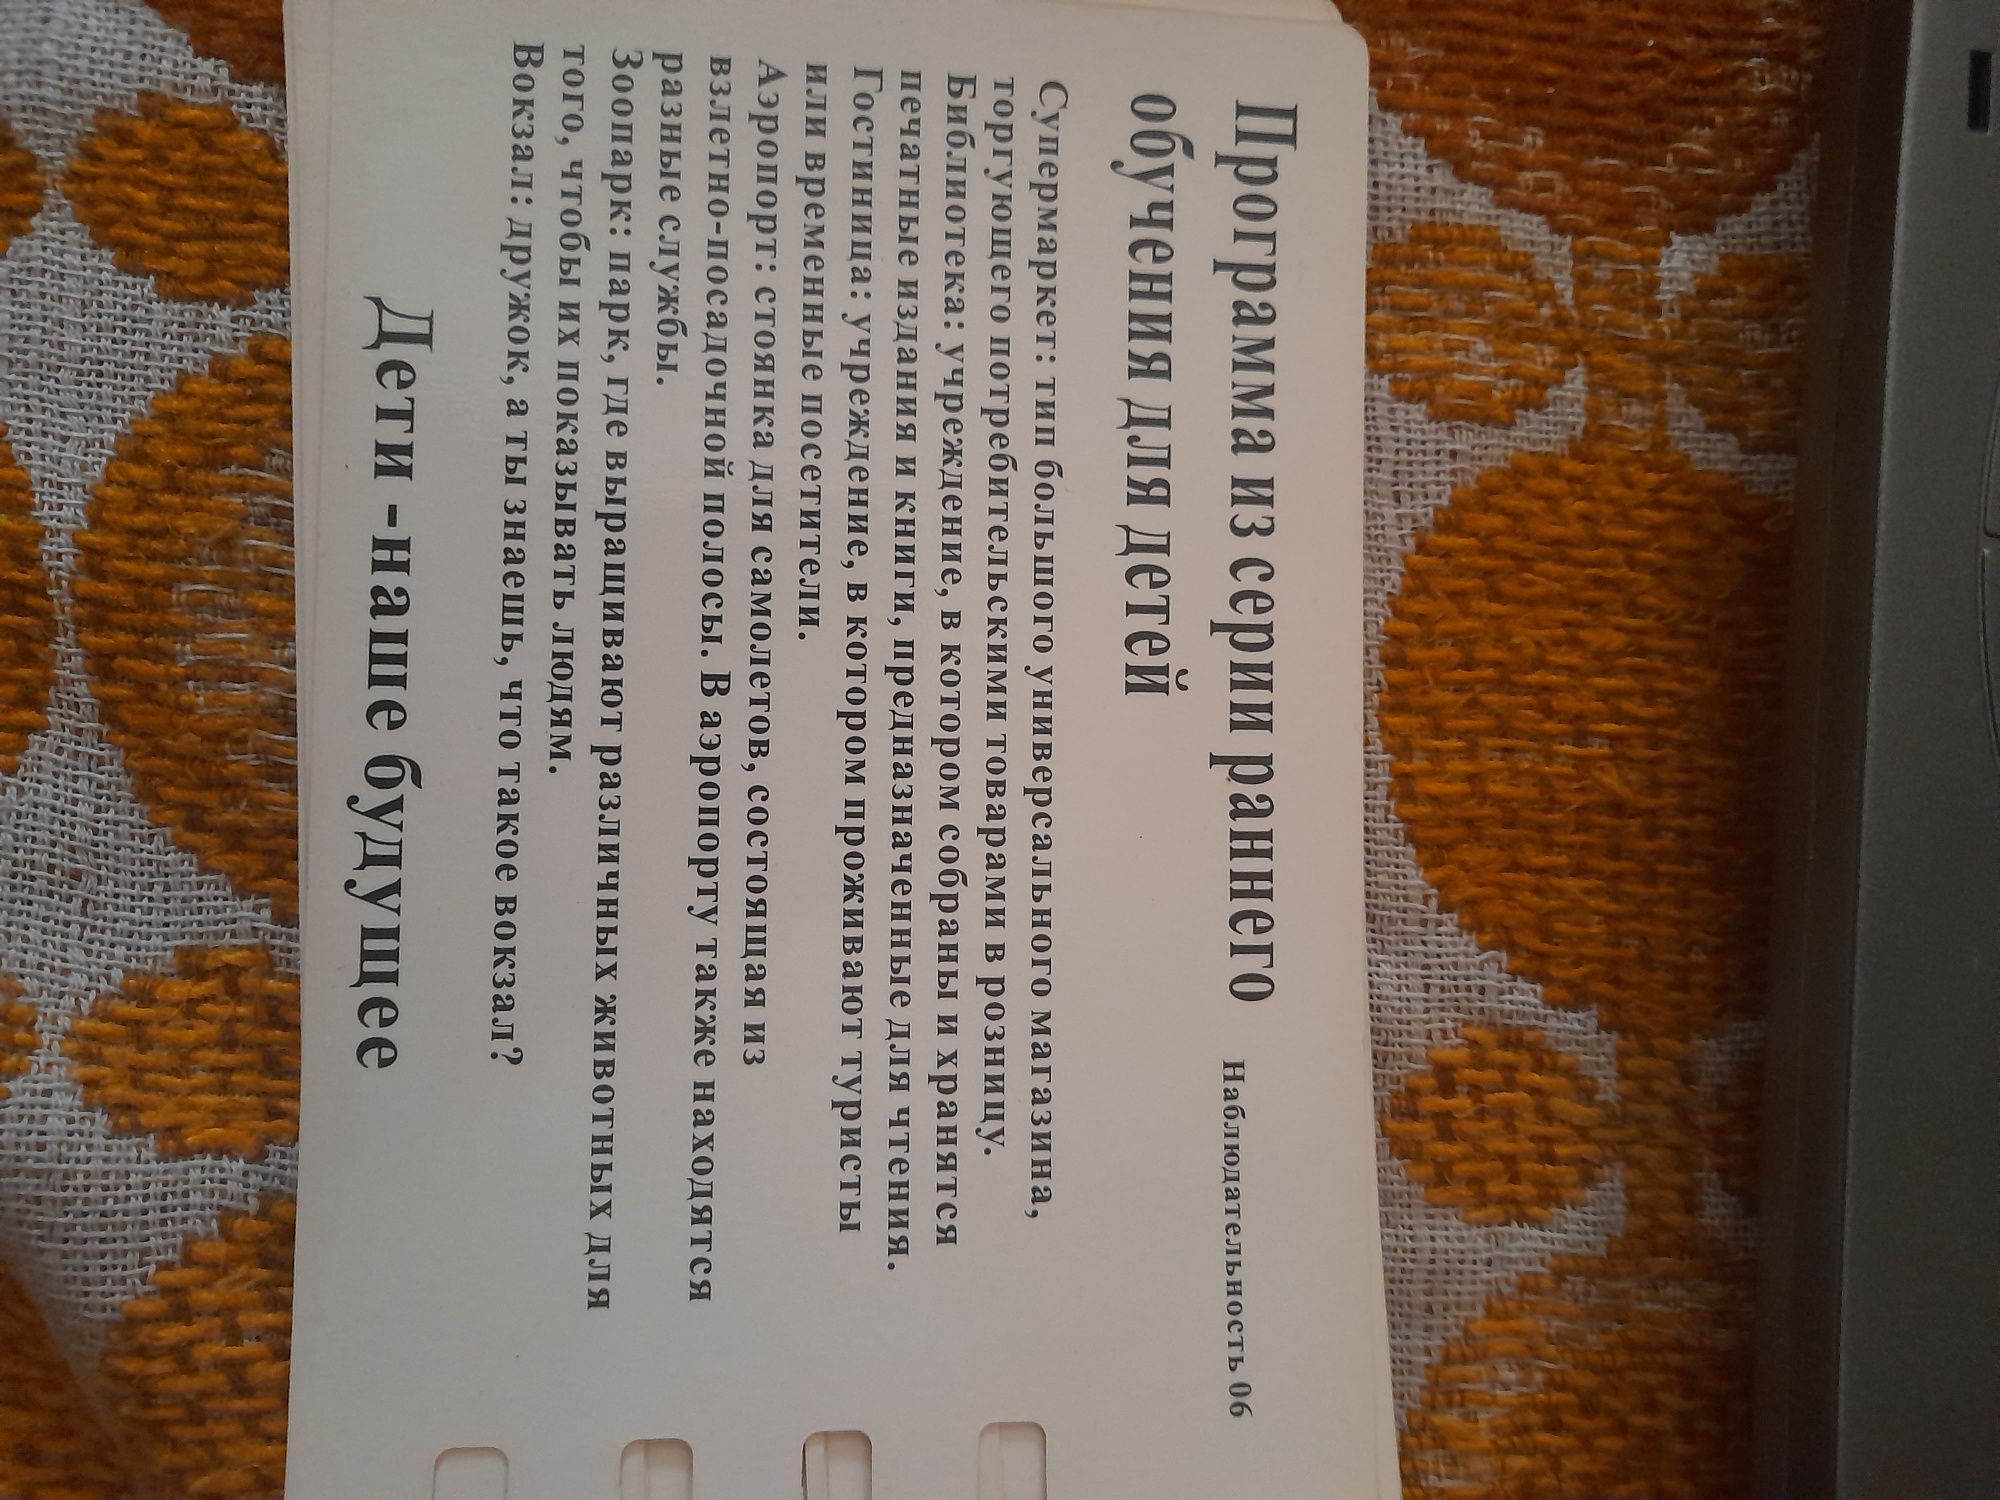 Программа из серии раннего Наблюдательность 06
обучения для детей
Супермаркет: тип большого универсального магазина,
торгующего потребительскими товарами в розницу.
Библиотека: учреждение, в котором собраны и хранятся
печатные издания и книги, предназначенные для чтения.
Гостиница: учреждение, в котором проживают туристы
или временные посетители.
Аэропорт: стоянка для самолетов, состоящая из
взлетно-посадочной полосы. В аэропорту также находятся
разные службы.
Зоопарк: парк, где выращивают различных животных для
того, чтобы их показывать людям.
Вокзал: дружок, а ты знаешь, что такое вокзал?
Дети -наше будущее